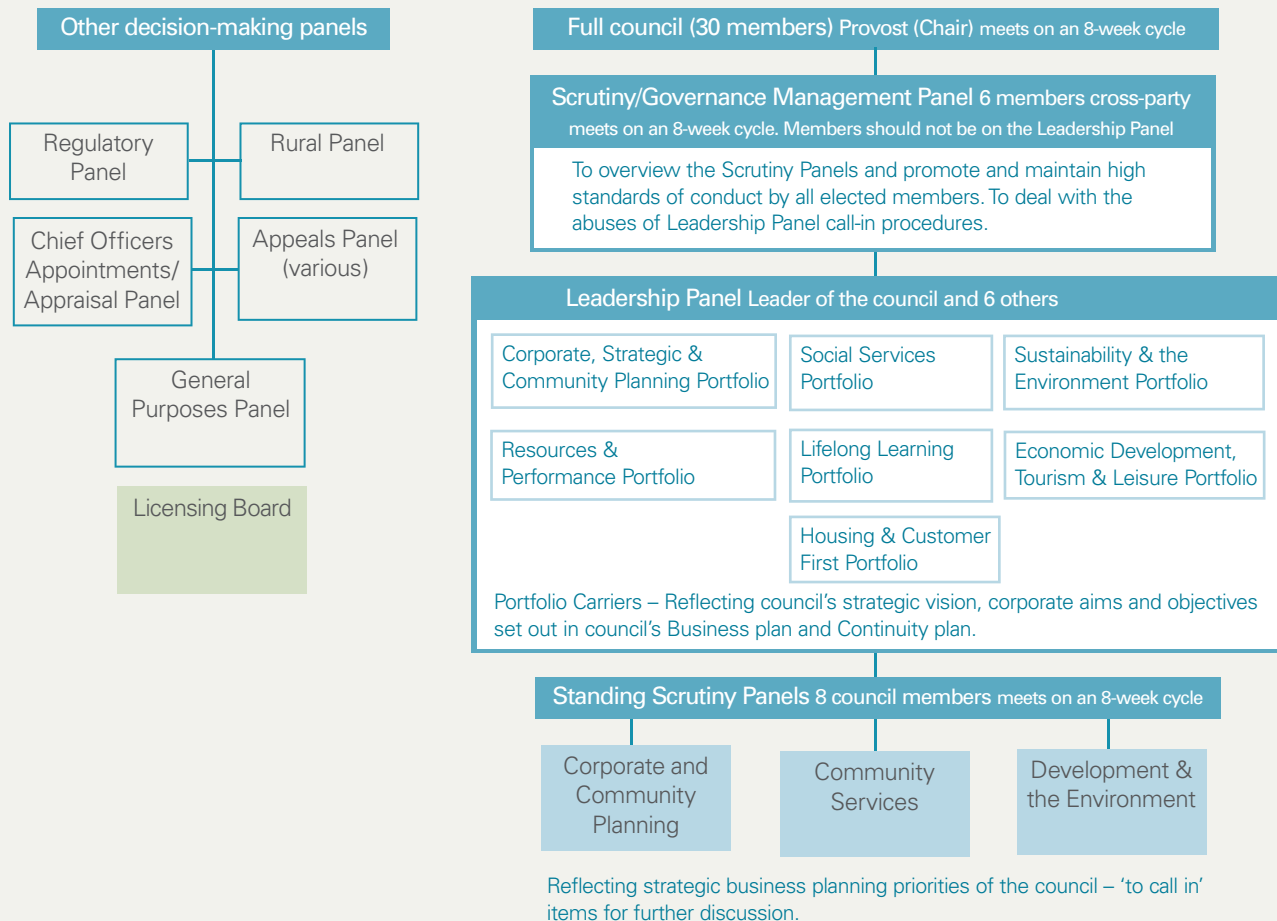 Other decision-making panels
Regulatory
Panel
Rural Panel
Chief Officers
Appointments/
Appraisal Panel
Appeals Panel
(various)
General
Purposes Panel
Licensing Board
Full council (30 members) Provost (Chair) meets on an 8-week cycle
Scrutiny/Governance Management Panel 6 members cross-party
meets on an 8-week cycle. Members should not be on the Leadership Panel
To overview the Scrutiny Panels and promote and maintain high
standards of conduct by all elected members. To deal with the
abuses of Leadership Panel call-in procedures.
Leadership Panel Leader of the council and 6 others
Corporate, Strategic &
Community Planning Portfolio
Social Services
Portfolio
Sustainability & the
Environment Portfolio
Resources &
Performance Portfolio
Lifelong Learning
Portfolio
Economic Development,
Tourism & Leisure Portfolio
Housing & Customer
First Portfolio
Portfolio Carriers – Reflecting council's strategic vision, corporate aims and objectives
set out in council's Business plan and Continuity plan.
Standing Scrutiny Panels 8 council members meets on an 8-week cycle
Corporate and
Community
Planning
Community
Services
Development &
the Environment
Reflecting strategic business planning priorities of the council – 'to call in'
items for further discussion.